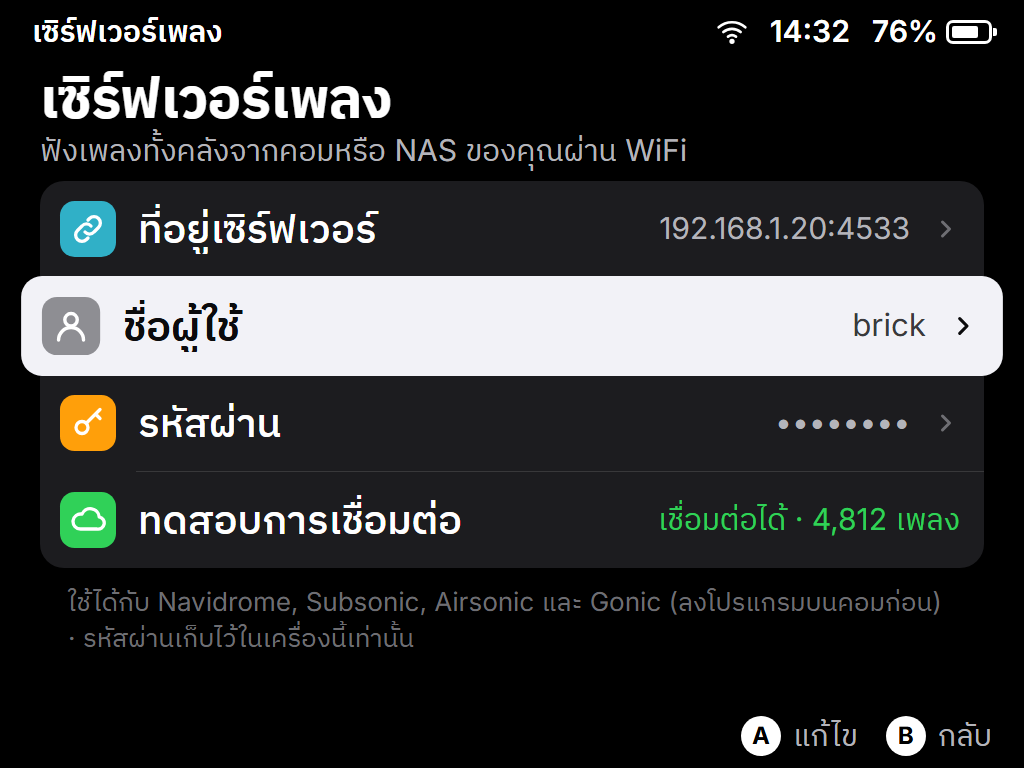 เซิร์ฟเวอร์เพลง 14:32 76%
เซิร์ฟเวอร์เพลง
ฟังเพลงทั้งคลังจากคอมหรือ NAS ของคุณผ่าน WiFi
ที่อยู่เซิร์ฟเวอร์ 192.168.1.20:4533
ชื่อผู้ใช้ brick
รหัสผ่าน ••••••••
ทดสอบการเชื่อมต่อ เชื่อมต่อได้ · 4,812 เพลง
ใช้ได้กับ Navidrome, Subsonic, Airsonic และ Gonic (ลงโปรแกรมบนคอมก่อน)
· รหัสผ่านเก็บไว้ในเครื่องนี้เท่านั้น
A แก้ไข B กลับ